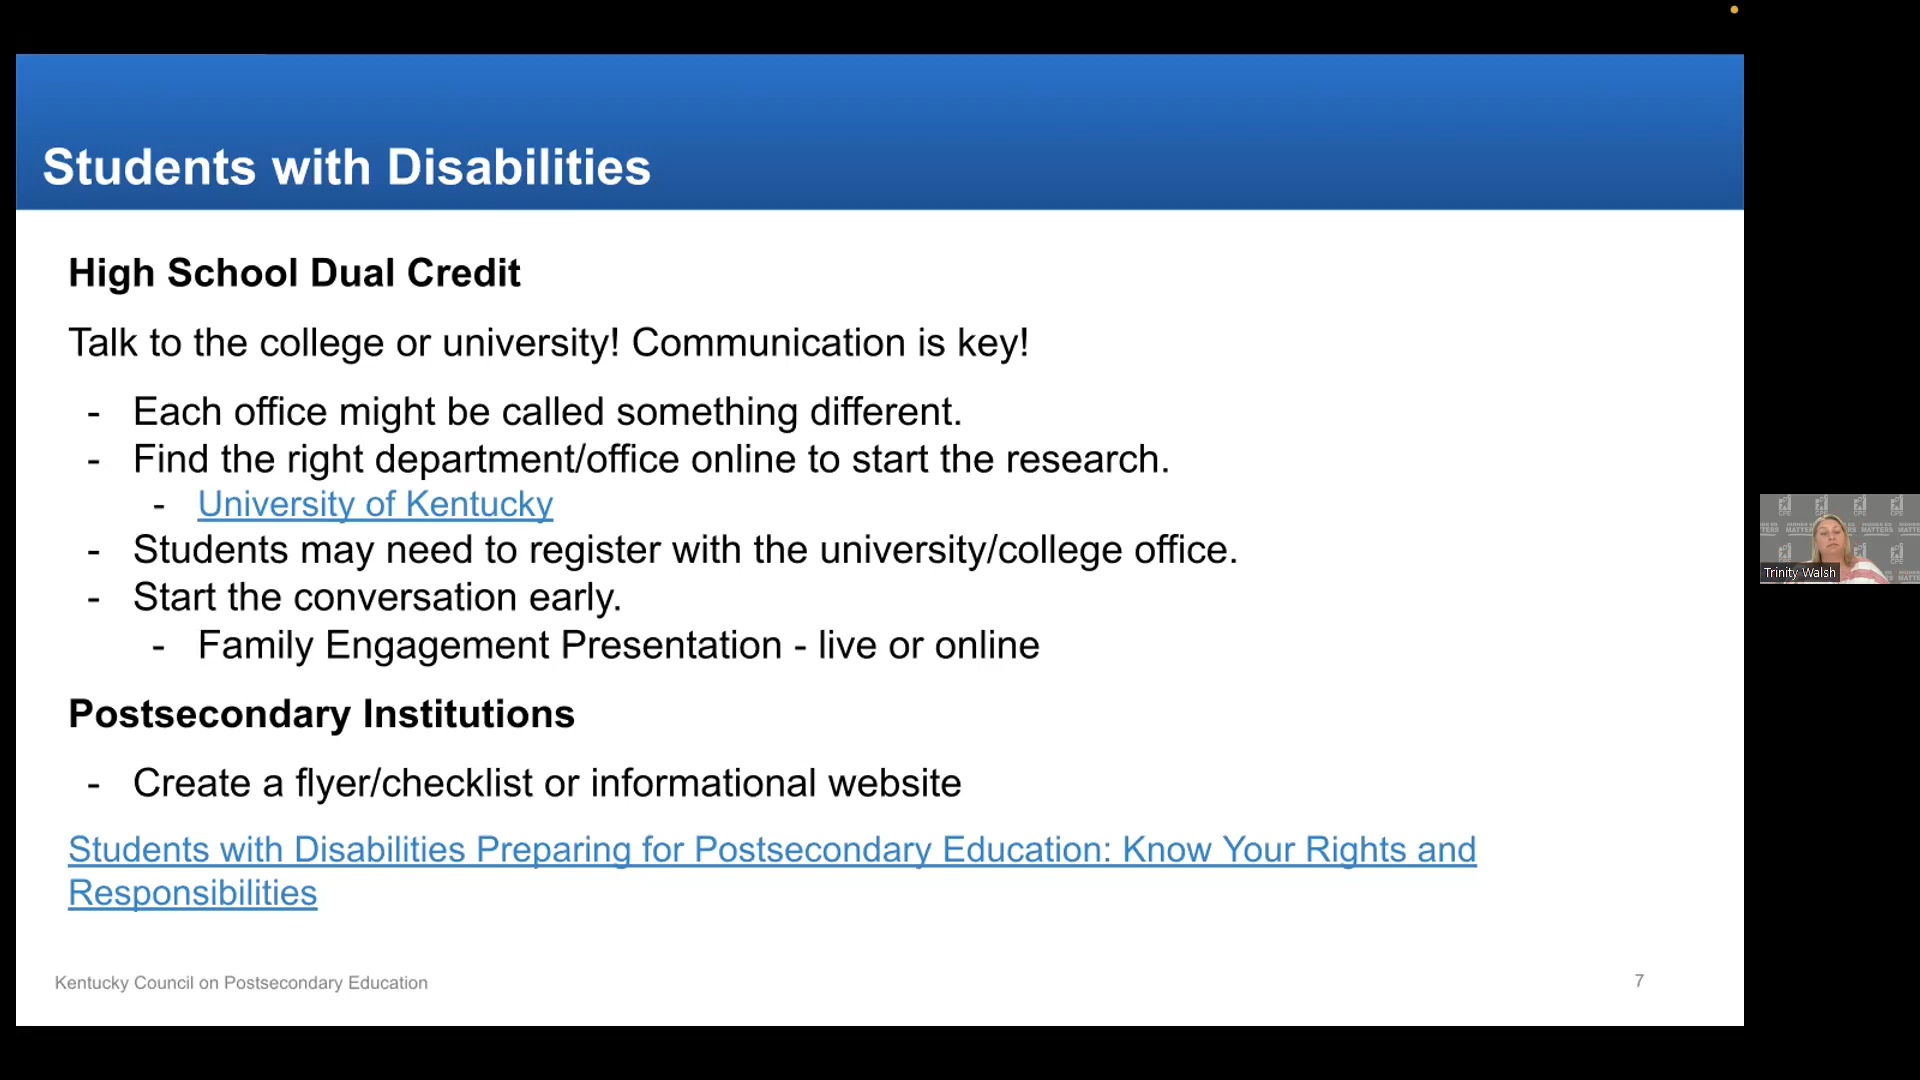 Students with Disabilities
High School Dual Credit
Talk to the college or university! Communication is key!
- Each office might be called something different.
- Find the right department/office online to start the research.
- University of Kentucky
- Students may need to register with the university/college office.
- Start the conversation early.
- Family Engagement Presentation - live or online
Postsecondary Institutions
- Create a flyer/checklist or informational website
Students with Disabilities Preparing for Postsecondary Education: Know Your Rights and
Responsibilities
Kentucky Council on Postsecondary Education
7
Trinity Walsh